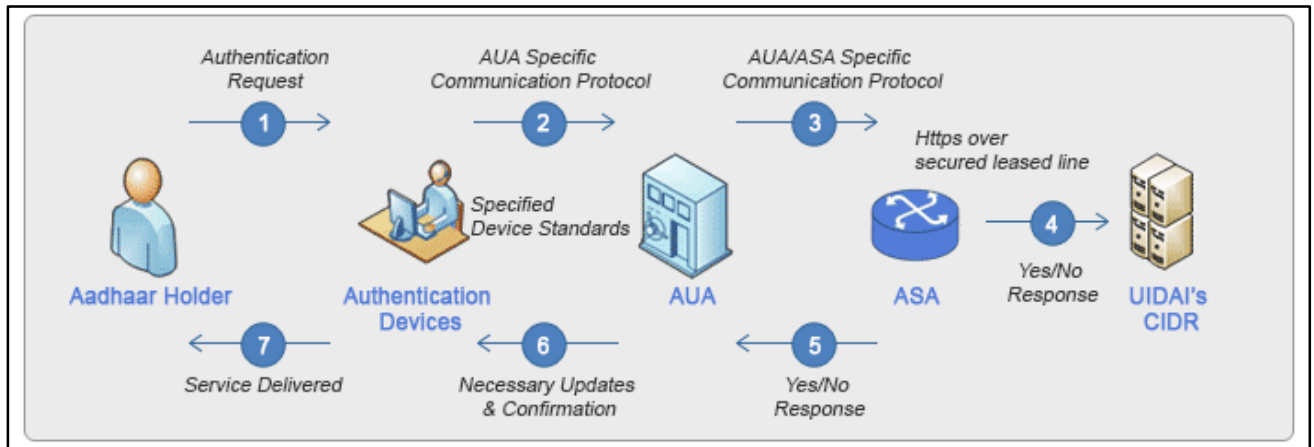 Authentication
Request
AUA Specific
Communication Protocol
AUA/ASA Specific
Communication Protocol
1
2
3
Https over
secured leased line
Specified
Device Standards
4
Yes/No
Response
Aadhaar Holder
Authentication
Devices
AUA
ASA
UIDAI's
CIDR
7
6
5
Service Delivered
Necessary Updates
& Confirmation
Yes/No
Response